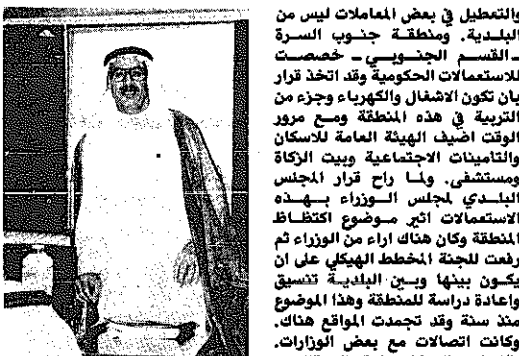 والتعطيل في بعض المعاملات ليس من
البلدية. ومنطقة جنوب السرة
ـ القسم الجنوبي ـ خصصت
للاستعمالات الحكومية وقد اتخذ قرار
بان تكون الاشغال والكهرباء وجزء من
التربية في هذه المنطقة ومع مرور
الوقت اضيف الهيئة العامة للاسكان
والتأمينات الاجتماعية وبيت الزكاة
ومستشفى. ولما راح قرار المجلس
البلدي لمجلس الوزراء بهذه
الاستعمالات اثير موضوع اكتظاظ
المنطقة وكان هناك اراء من الوزراء ثم
رفعت للجنة المخطط الهيكلي على ان
يكون بينها وبين البلدية تنسيق
واعادة دراسة للمنطقة وهذا الموضوع
منذ سنة وقد تجمدت المواقع هناك.
وكانت اتصالات مع بعض الوزارات.